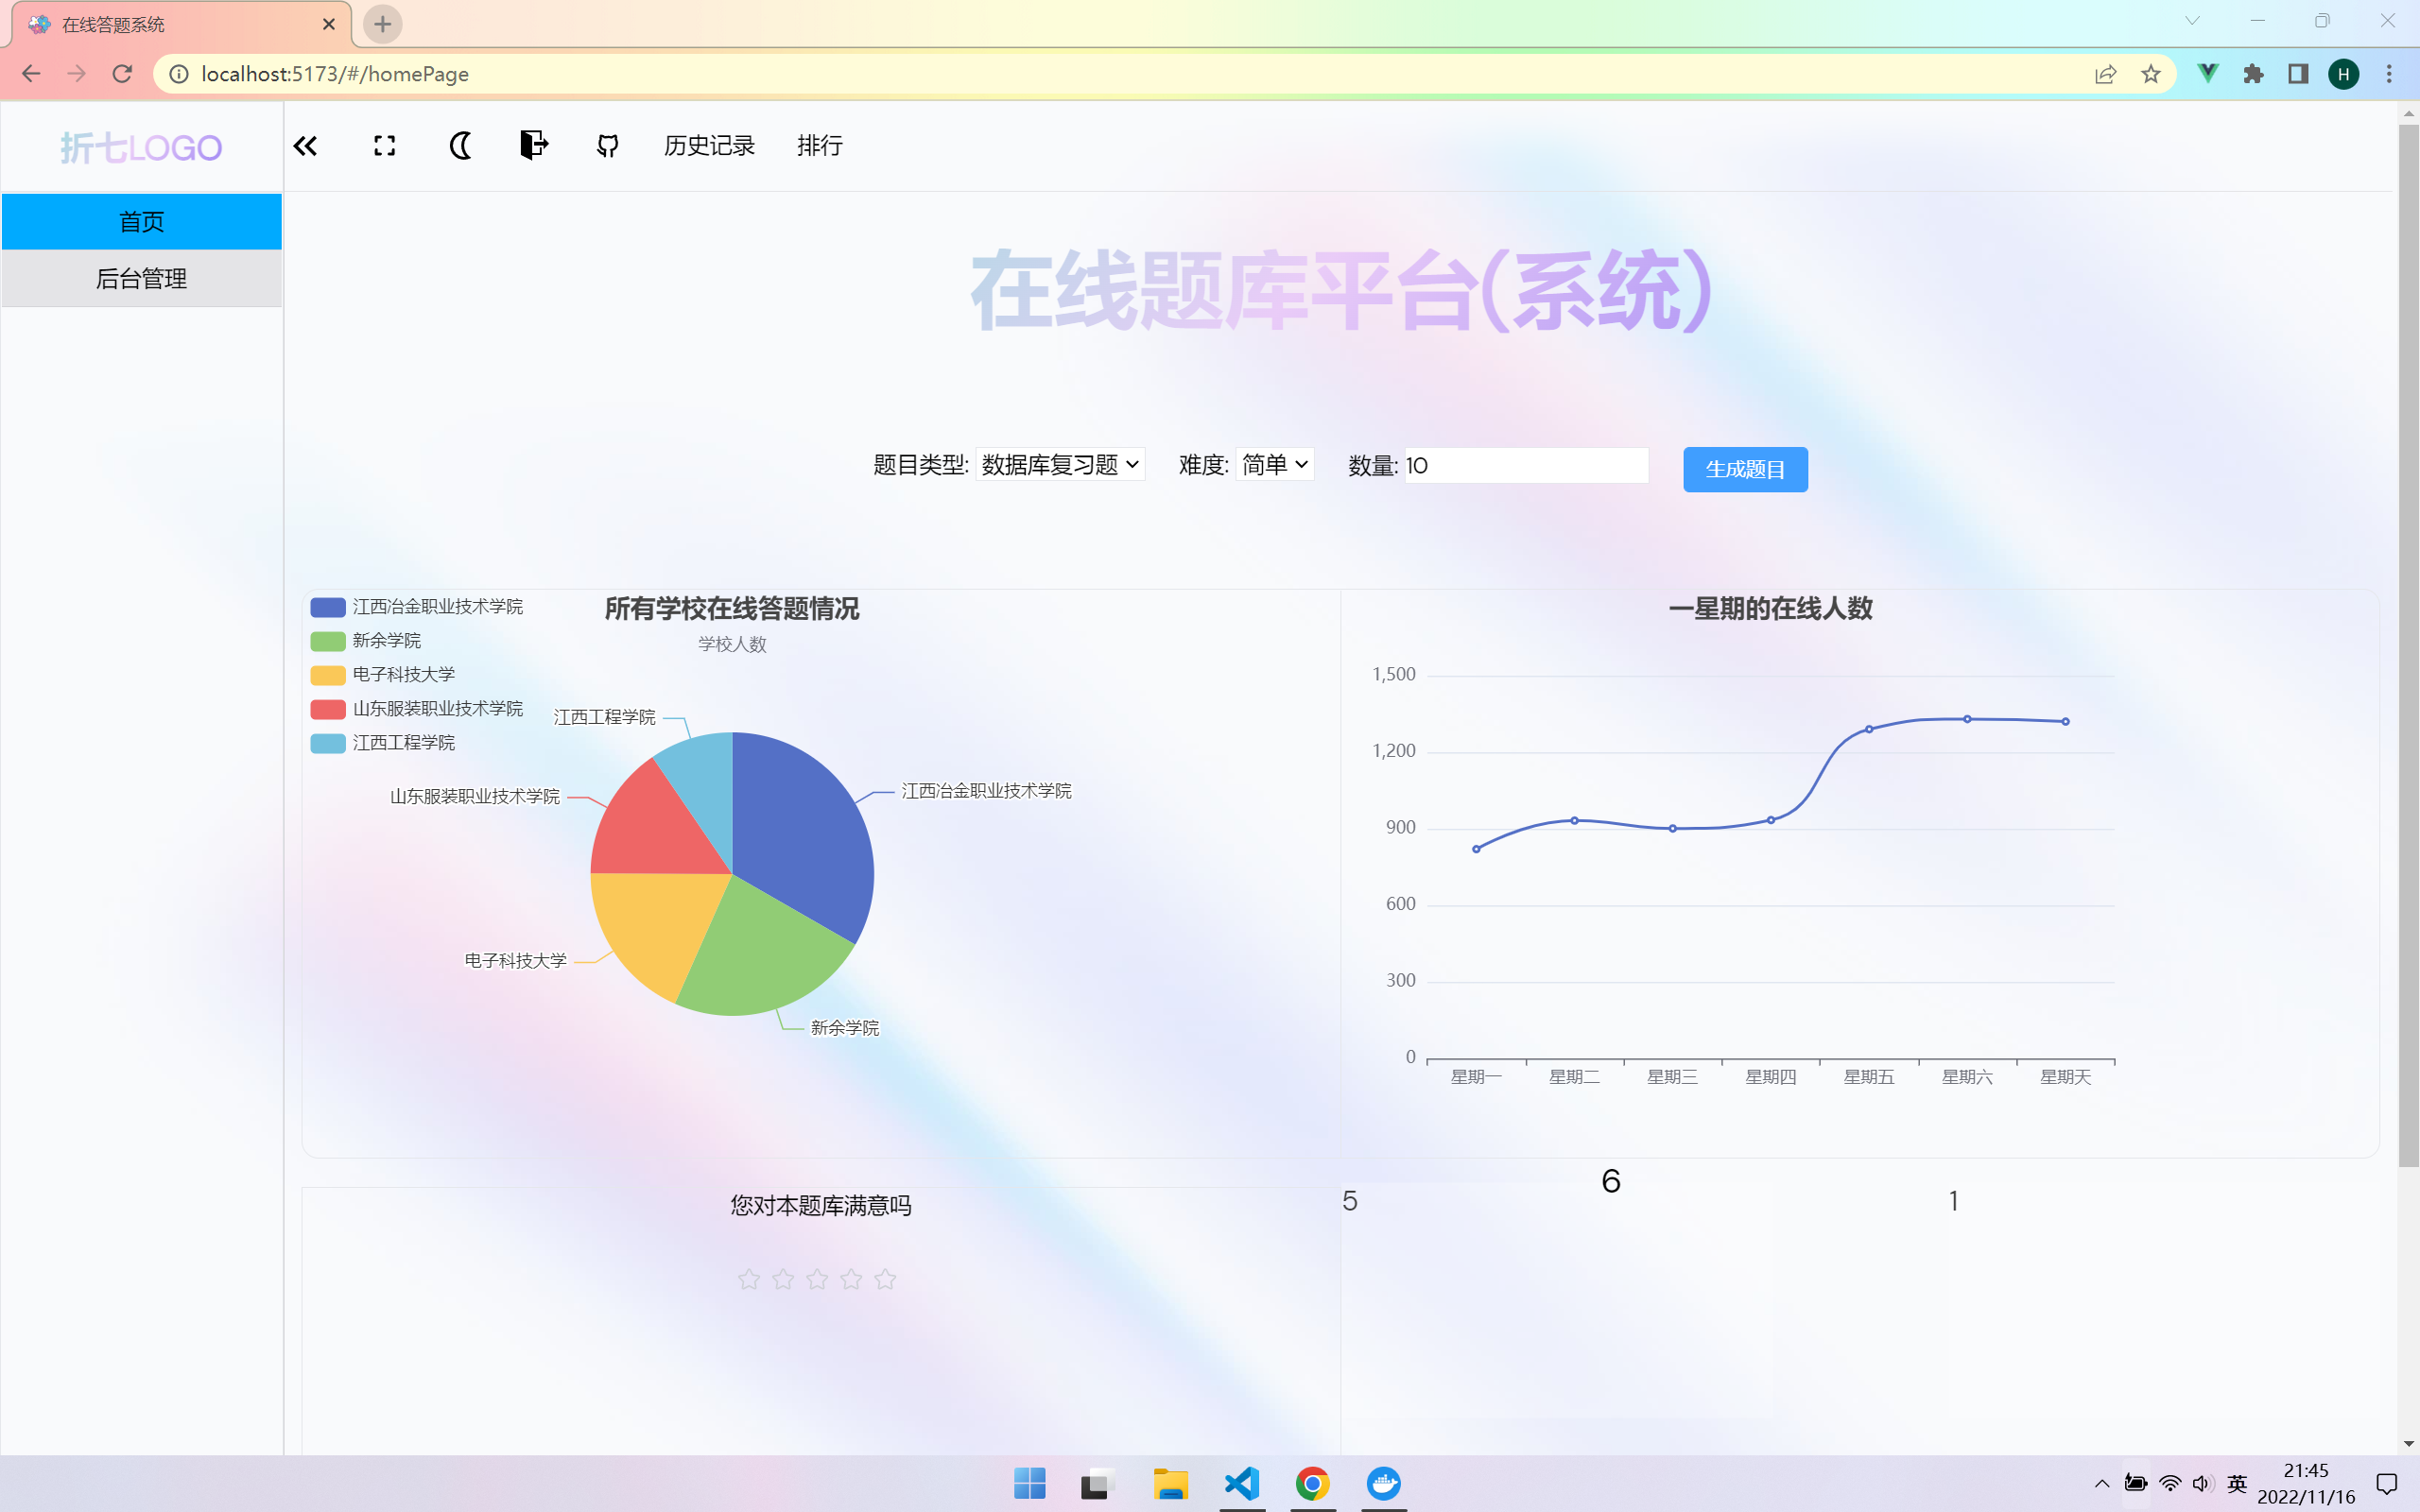 在线答题系统
localhost:5173/#/homePage
H
折七LOGO
历史记录 排行
首页
后台管理
在线题库平台(系统)
题目类型: 数据库复习题 难度: 简单 数量: 10 生成题目
所有学校在线答题情况
学校人数
江西冶金职业技术学院
新余学院
电子科技大学
山东服装职业技术学院
江西工程学院
江西工程学院
山东服装职业技术学院
江西冶金职业技术学院
电子科技大学
新余学院
一星期的在线人数
1,500
1,200
900
600
300
0
星期一 星期二 星期三 星期四 星期五 星期六 星期天
您对本题库满意吗
5
6
1
英
21:45
2022/11/16